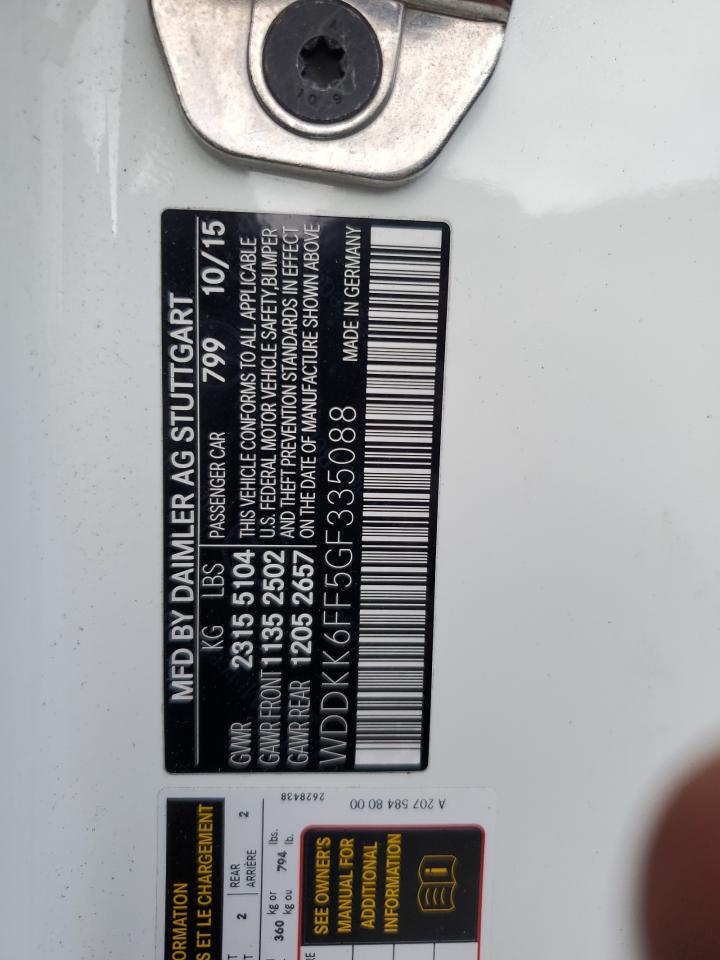 MFD BY DAIMLER AG STUTTGART
KG LBS PASSENGER CAR 799 10/15
GVWR 2315 5104
GAWR FRONT 1135 2502
GAWR REAR 1205 2657
THIS VEHICLE CONFORMS TO ALL APPLICABLE
U.S. FEDERAL MOTOR VEHICLE SAFETY,BUMPER
AND THEFT PREVENTION STANDARDS IN EFFECT
ON THE DATE OF MANUFACTURE SHOWN ABOVE
WDDKK6FF5GF335088 MADE IN GERMANY
ORMATION
S ET LE CHARGEMENT
2 REAR 2
ARRIÈRE
360 kg or 794 lbs.
kg ou lb.
SEE OWNER'S
MANUAL FOR
ADDITIONAL
INFORMATION
2628438
A 207 584 80 00
10 9